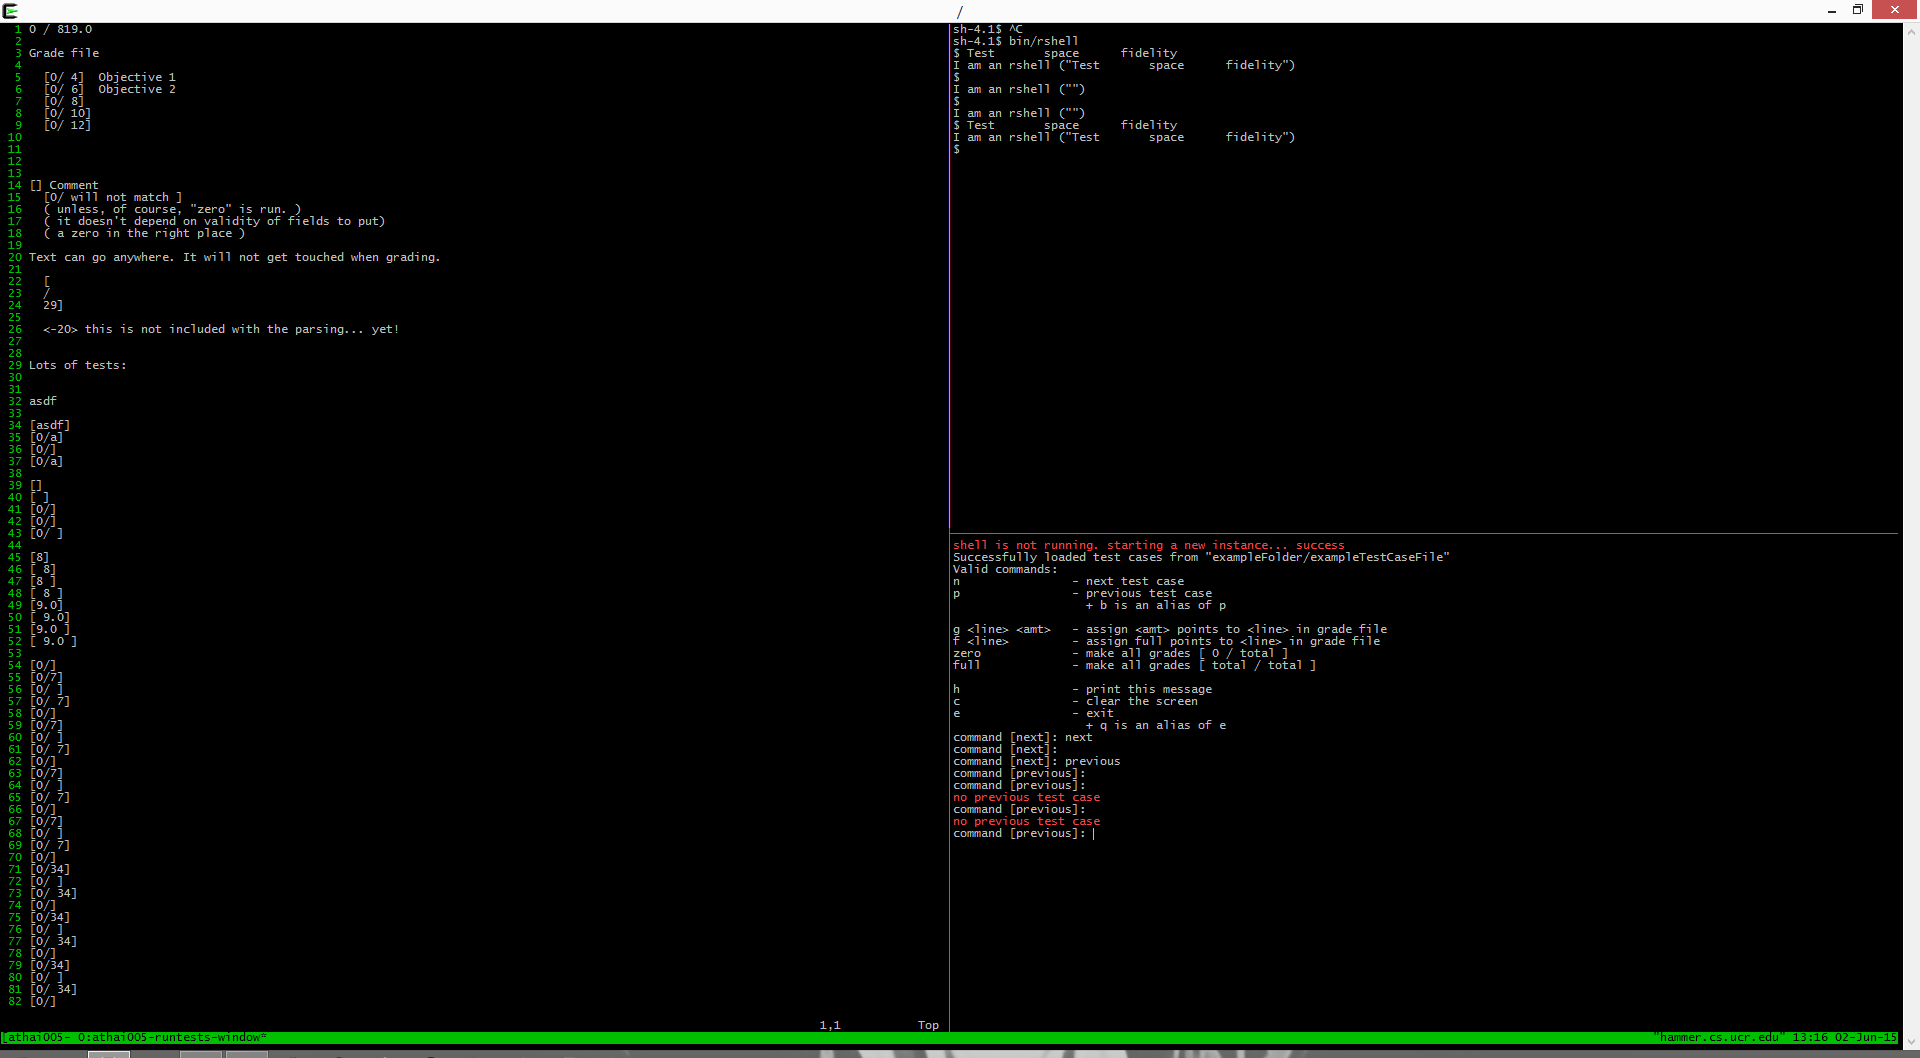 /
1 0 / 819.0
2
3 Grade file
4
5   [0/ 4]  Objective 1
6   [0/ 6]  Objective 2
7   [0/ 8]
8   [0/ 10]
9   [0/ 12]
10
11
12
13
14 [] Comment
15   [0/ will not match ]
16   ( unless, of course, "zero" is run. )
17   ( it doesn't depend on validity of fields to put)
18   ( a zero in the right place )
19
20 Text can go anywhere. It will not get touched when grading.
21
22   [
23   /
24   29]
25
26   <-20> this is not included with the parsing... yet!
27
28
29 Lots of tests:
30
31
32 asdf
33
34 [asdf]
35 [0/a]
36 [0/]
37 [0/a]
38
39 []
40 [ ]
41 [0/]
42 [0/]
43 [0/ ]
44
45 [8]
46 [ 8]
47 [8 ]
48 [ 8 ]
49 [9.0]
50 [ 9.0]
51 [9.0 ]
52 [ 9.0 ]
53
54 [0/]
55 [0/7]
56 [0/ ]
57 [0/ 7]
58 [0/]
59 [0/7]
60 [0/ ]
61 [0/ 7]
62 [0/]
63 [0/7]
64 [0/ ]
65 [0/ 7]
66 [0/]
67 [0/7]
68 [0/ ]
69 [0/ 7]
70 [0/]
71 [0/34]
72 [0/ ]
73 [0/ 34]
74 [0/]
75 [0/34]
76 [0/ ]
77 [0/ 34]
78 [0/]
79 [0/34]
80 [0/ ]
81 [0/ 34]
82 [0/]
1,1           Top
sh-4.1$ ^C
sh-4.1$ bin/rshell
$ Test       space      fidelity
I am an rshell ("Test       space      fidelity")
$
I am an rshell ("")
$
I am an rshell ("")
$ Test       space      fidelity
I am an rshell ("Test       space      fidelity")
$
shell is not running. starting a new instance... success
Successfully loaded test cases from "exampleFolder/exampleTestCaseFile"
Valid commands:
n                - next test case
p                - previous test case
                   + b is an alias of p
g <line> <amt>   - assign <amt> points to <line> in grade file
f <line>         - assign full points to <line> in grade file
zero             - make all grades [ 0 / total ]
full             - make all grades [ total / total ]
h                - print this message
c                - clear the screen
e                - exit
                   + q is an alias of e
command [next]: next
command [next]:
command [next]: previous
command [previous]:
command [previous]:
no previous test case
command [previous]:
no previous test case
command [previous]:
[athai005- 0:athai005-runtests-window* "hammer.cs.ucr.edu" 13:16 02-Jun-15